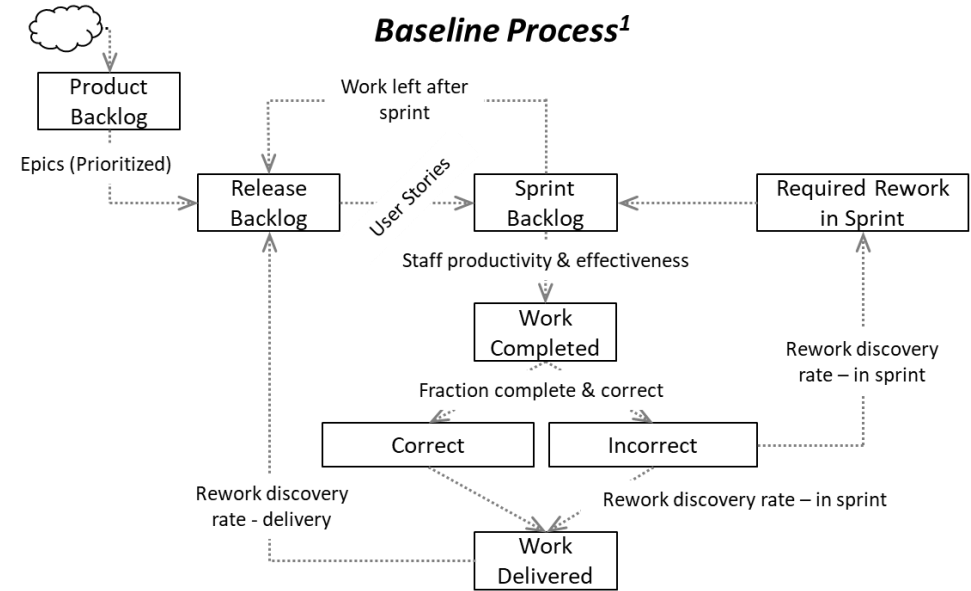 Baseline Process1
Product
Backlog
Work left after
sprint
Epics (Prioritized)
User Stories
Release
Backlog
Sprint
Backlog
Required Rework
in Sprint
Staff productivity & effectiveness
Work
Completed
Rework discovery
rate – in sprint
Fraction complete & correct
Correct
Incorrect
Rework discovery
rate - delivery
Rework discovery rate – in sprint
Work
Delivered